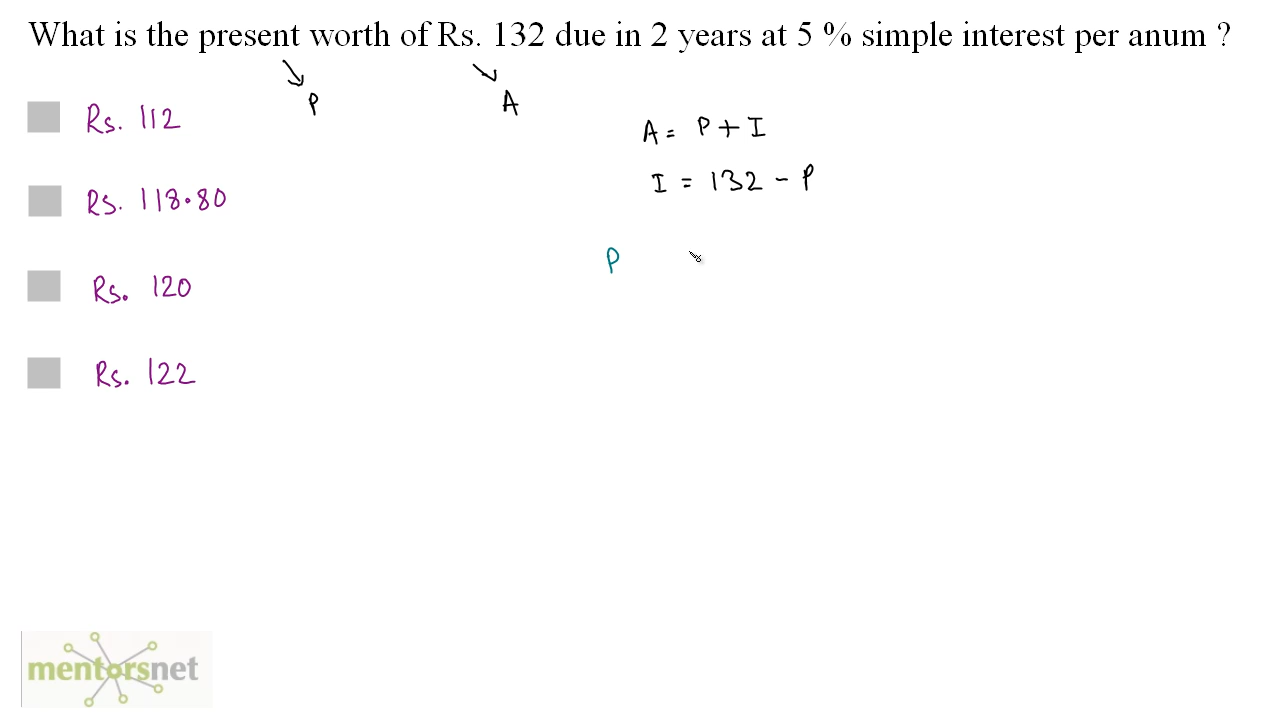 What is the present worth of Rs. 132 due in 2 years at 5 % simple interest per anum ?
P
A
Rs. 112
A = P + I
I = 132 - P
Rs. 118.80
P
Rs. 120
Rs. 122
mentorsnet